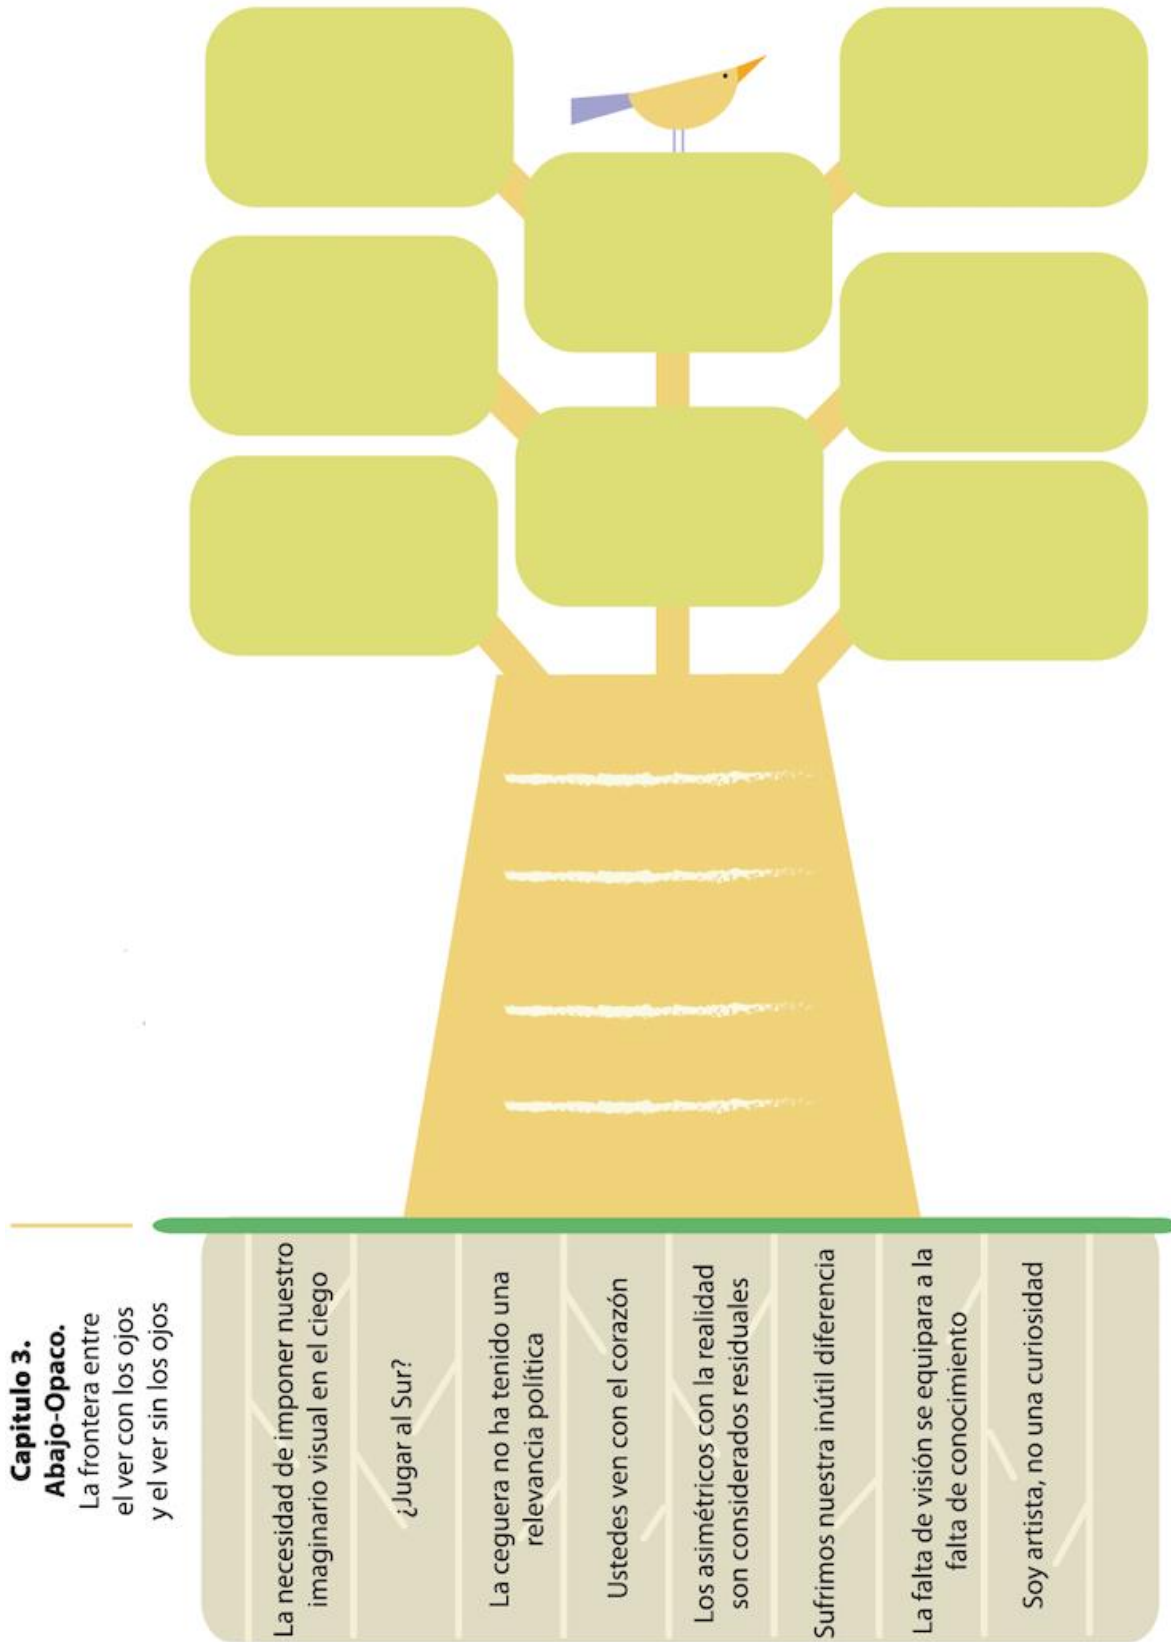 Capitulo 3.
Abajo-Opaco.
La frontera entre
el ver con los ojos
y el ver sin los ojos
La necesidad de imponer nuestro
imaginario visual en el ciego
¿Jugar al Sur?
La ceguera no ha tenido una
relevancia política
Ustedes ven con el corazón
Los asimétricos con la realidad
son considerados residuales
Sufrimos nuestra inútil diferencia
La falta de visión se equipara a la
falta de conocimiento
Soy artista, no una curiosidad